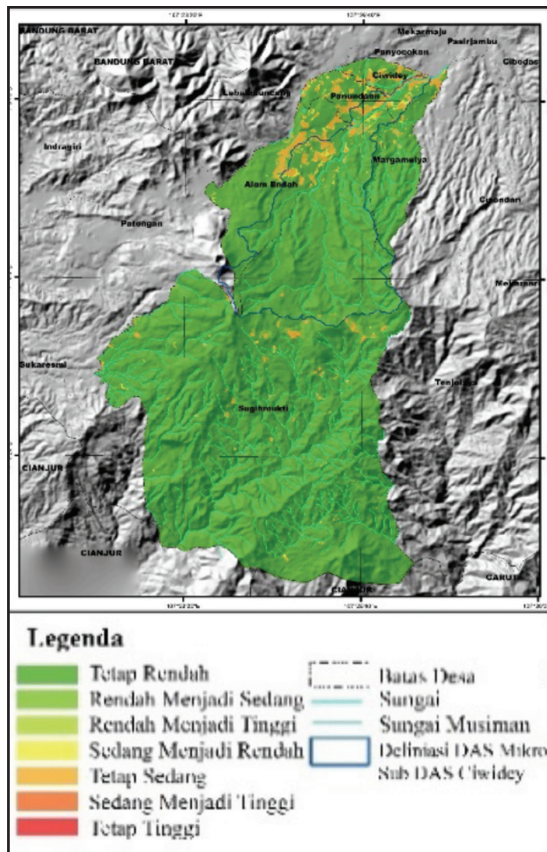 BANDUNG BARAT
Mekarmaju
Pasirjambu
Panyocokan
Cibodas
BANDUNG BARAT
Ciwidey
Panundaan
Indragiri
Margamulya
Alam Endah
Cisondari
Patengan
Sukaresmi
Tenjolaya
Sugihmukti
CIANJUR
CIANJUR
CIANJUR
GARUT
Legenda
Tetap Rendah
Rendah Menjadi Sedang
Rendah Menjadi Tinggi
Sedang Menjadi Rendah
Tetap Sedang
Sedang Menjadi Tinggi
Tetap Tinggi
Batas Desa
Sungai
Sungai Musiman
Deliniasi DAS Mikro
Sub DAS Ciwidey